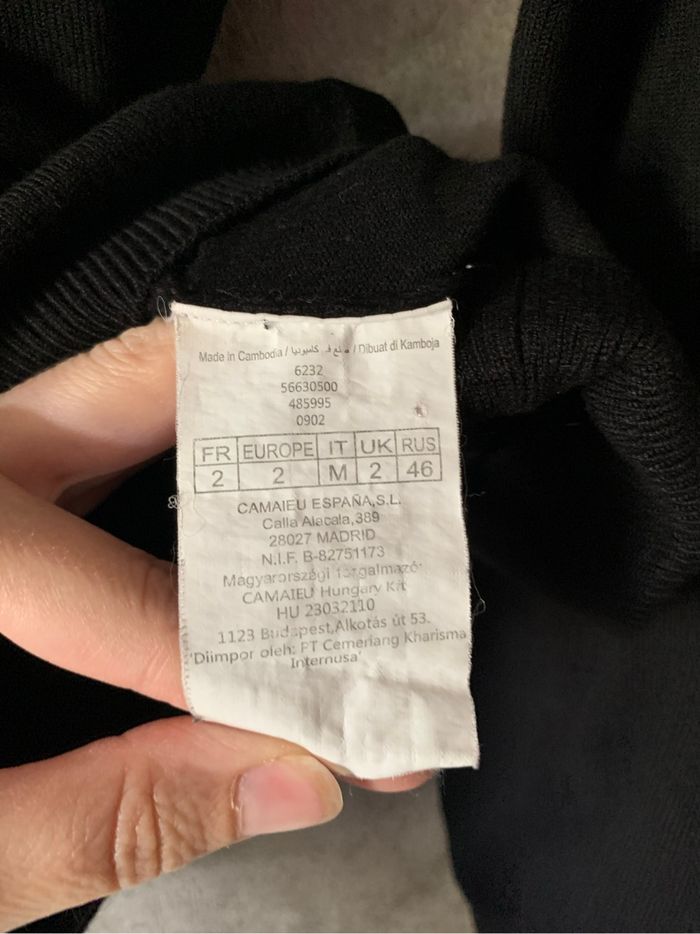 Made in Cambodia / صنع في كامبوديا / Dibuat di Kamboja
6232
56630500
485995
0902
FR EUROPE IT UK RUS
2 2 M 2 46
CAMAIEU ESPAÑA,S.L.
Calla Alacala,389
28027 MADRID
N.I.F. B-82751173
Magyarországi forgalmazó:
CAMAIEU Hungary Kft
HU 23032110
1123 Budapest,Alkotás út 53.
'Diimpor oleh: PT Cemeriang Kharisma
Internusa'